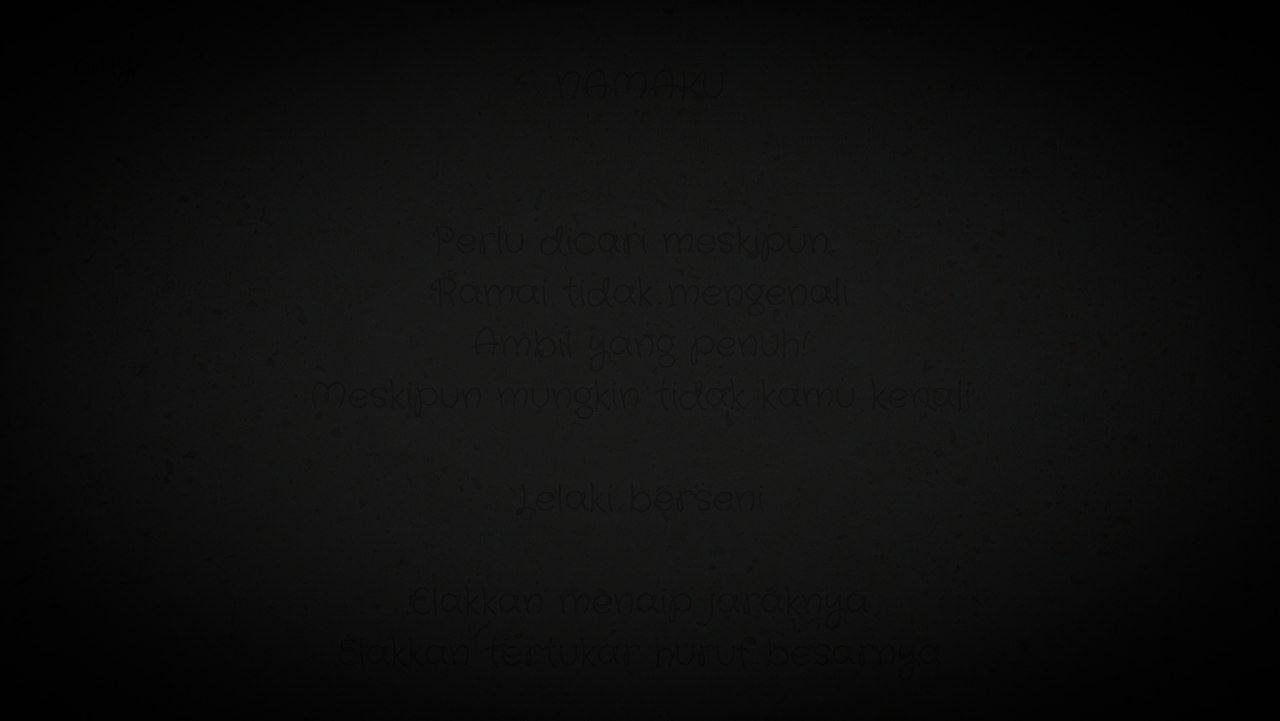 NAMAKU
Perlu dicari meskipun,
Ramai tidak mengenali
Ambil yang penuh!
Meskipun mungkin tidak kamu kenali
Lelaki berseni
Elakkan menaip jaraknya,
Elakkan tertukar huruf besarnya